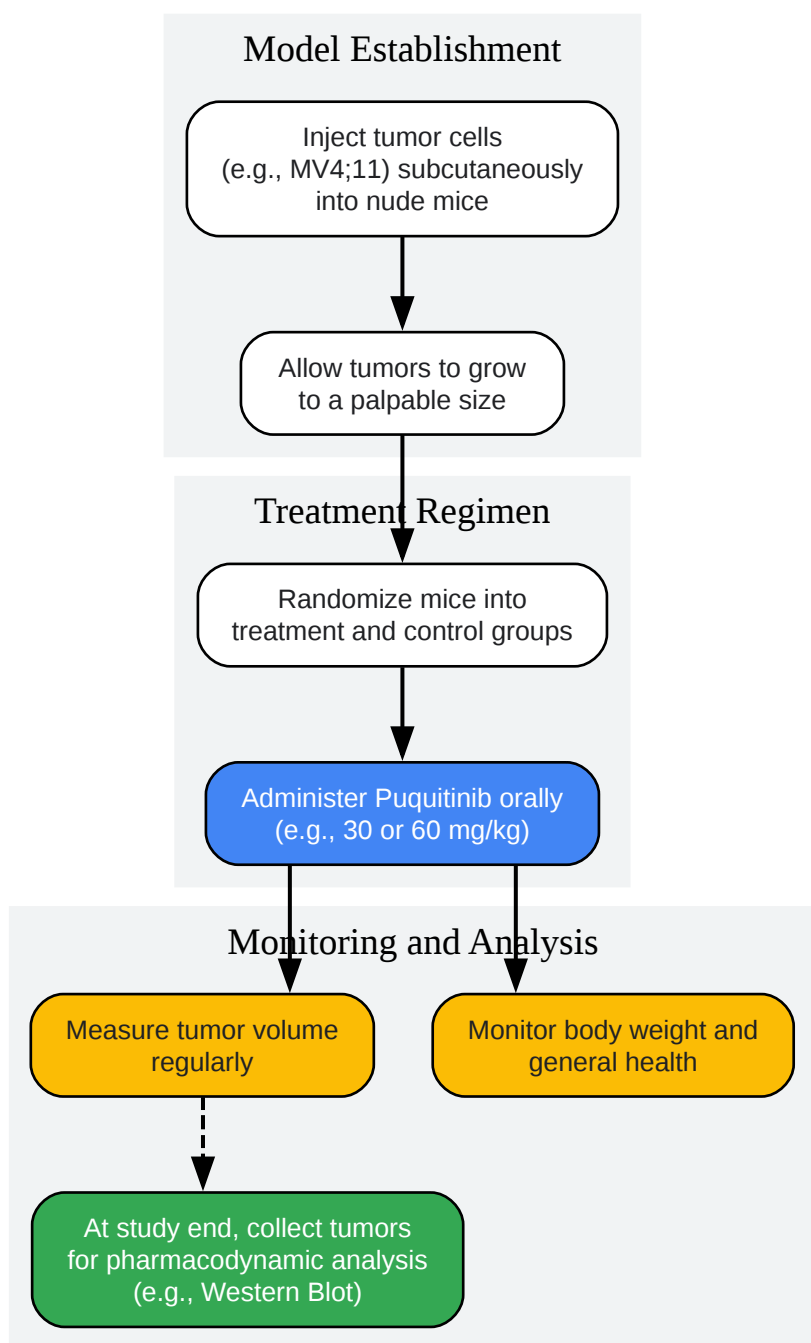 Model Establishment
Inject tumor cells
(e.g., MV4;11) subcutaneously
into nude mice
Allow tumors to grow
to a palpable size
Treatment Regimen
Randomize mice into
treatment and control groups
Administer Puquitinib orally
(e.g., 30 or 60 mg/kg)
Monitoring and Analysis
Measure tumor volume
regularly
Monitor body weight and
general health
At study end, collect tumors
for pharmacodynamic analysis
(e.g., Western Blot)